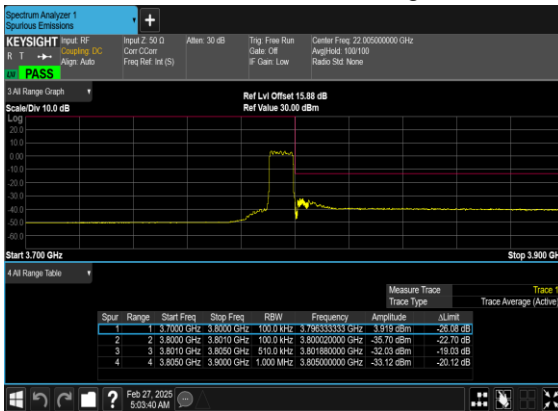 Spectrum Analyzer 1
Spurious Emissions
KEYSIGHT Input: RF Input Z: 50 Ω Atten: 30 dB Trig: Free Run Center Freq: 22.005000000 GHz
R T Coupling: DC Corr CCorr Gate: Off Avg|Hold: 100/100
Align: Auto Freq Ref: Int (S) IF Gain: Low Radio Std: None
PASS
3 All Range Graph
Ref Lvl Offset 15.88 dB
Scale/Div 10.0 dB Ref Value 30.00 dBm
Log
20.0
10.0
0.00
-10.0
-20.0
-30.0
-40.0
-50.0
-60.0
Start 3.700 GHz Stop 3.900 GH
4 All Range Table
Measure Trace Trace 1
Trace Type Trace Average (Active)
Spur Range Start Freq Stop Freq RBW Frequency Amplitude ΔLimit
1 1 3.7000 GHz 3.8000 GHz 100.0 kHz 3.796333333 GHz 3.919 dBm -26.08 dB
2 2 3.8000 GHz 3.8010 GHz 100.0 kHz 3.800020000 GHz -35.70 dBm -22.70 dB
3 3 3.8010 GHz 3.8050 GHz 510.0 kHz 3.801880000 GHz -32.03 dBm -19.03 dB
4 4 3.8050 GHz 3.9000 GHz 1.000 MHz 3.805000000 GHz -33.12 dBm -20.12 dB
Feb 27, 2025
5:03:40 AM